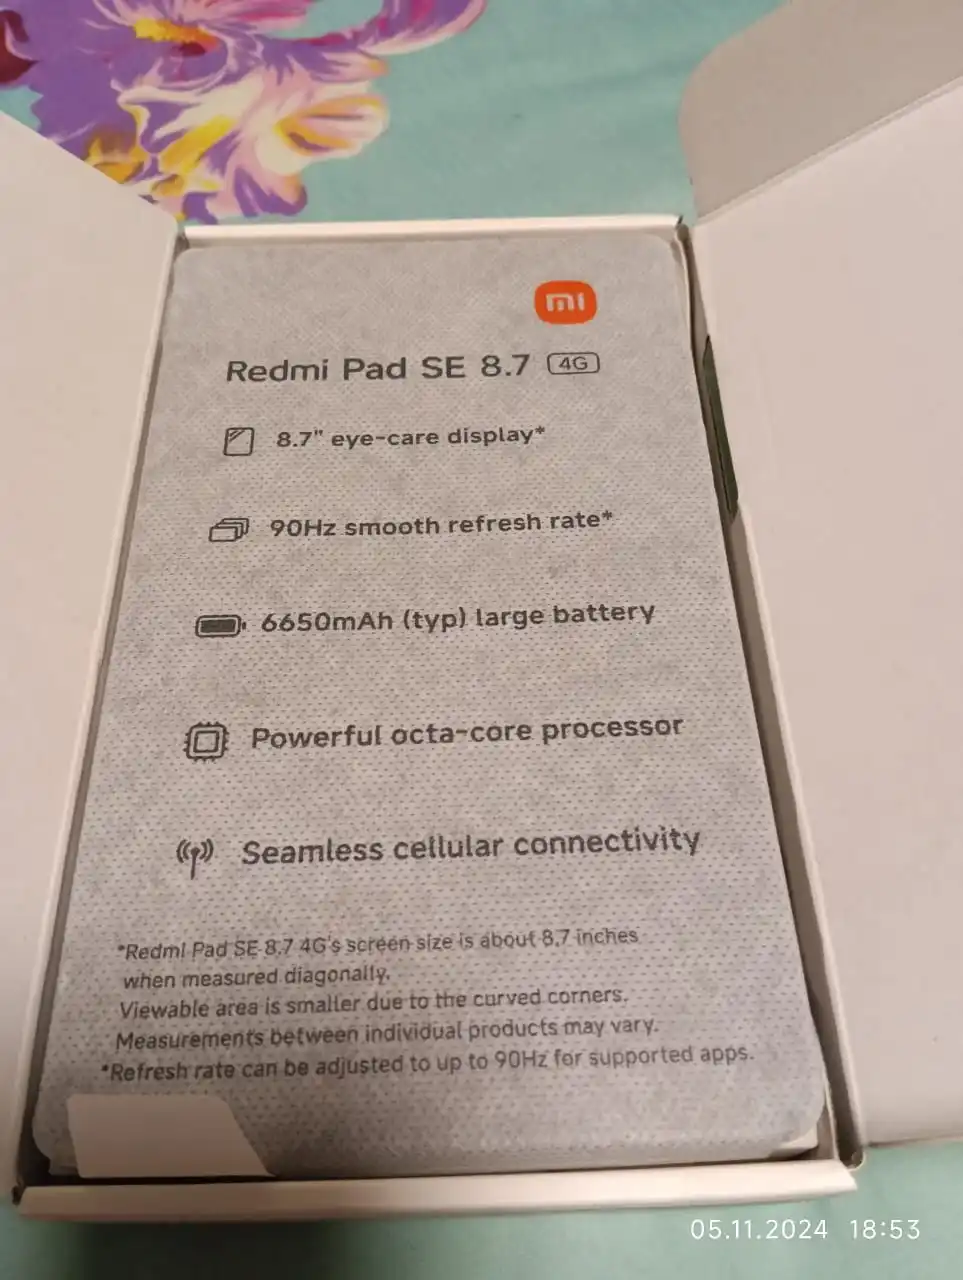 mi
Redmi Pad SE 8.7 4G
8.7" eye-care display*
90Hz smooth refresh rate*
6650mAh (typ) large battery
Powerful octa-core processor
Seamless cellular connectivity
*Redmi Pad SE 8.7 4G's screen size is about 8.7 inches
when measured diagonally.
Viewable area is smaller due to the curved corners.
Measurements between individual products may vary.
*Refresh rate can be adjusted to up to 90Hz for supported apps.
05.11.2024 18:53